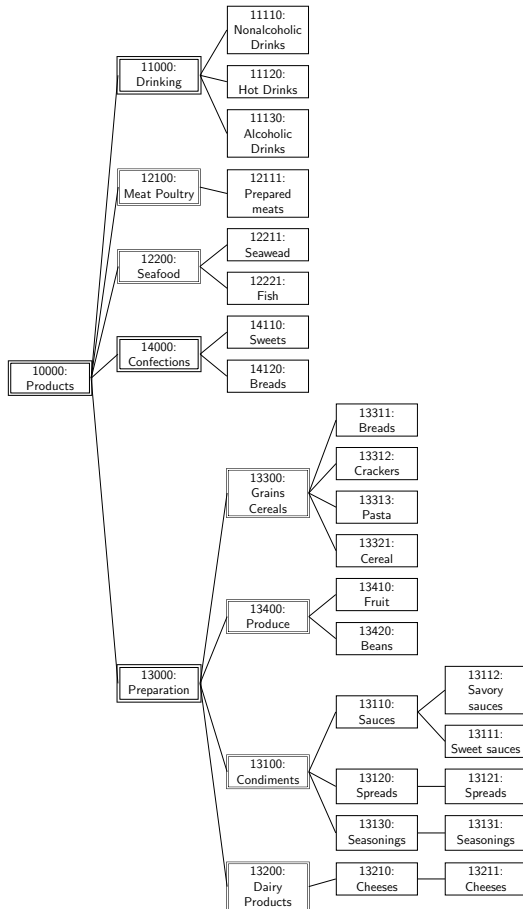 11110:
Nonalcoholic
Drinks
11000:
Drinking
11120:
Hot Drinks
11130:
Alcoholic
Drinks
12100:
Meat Poultry
12111:
Prepared
meats
12200:
Seafood
12211:
Seawead
12221:
Fish
14000:
Confections
14110:
Sweets
14120:
Breads
10000:
Products
13300:
Grains
Cereals
13311:
Breads
13312:
Crackers
13313:
Pasta
13321:
Cereal
13400:
Produce
13410:
Fruit
13420:
Beans
13000:
Preparation
13100:
Condiments
13110:
Sauces
13112:
Savory
sauces
13111:
Sweet sauces
13120:
Spreads
13121:
Spreads
13130:
Seasonings
13131:
Seasonings
13200:
Dairy
Products
13210:
Cheeses
13211:
Cheeses